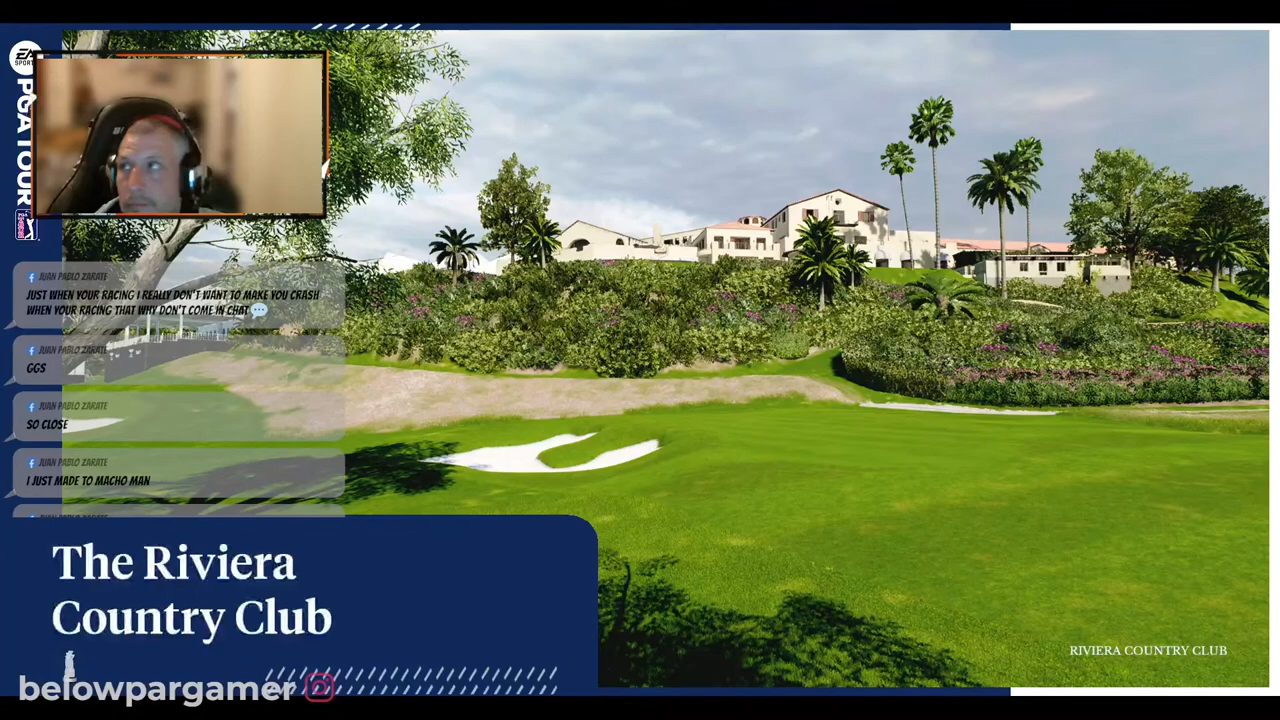 EA
SPORTS
PGA TOUR
JUAN PABLO ZARATE
JUST WHEN YOUR RACING I REALLY DON'T WANT TO MAKE YOU CRASH
WHEN YOUR RACING THAT WHY DON'T COME IN CHAT
JUAN PABLO ZARATE
GGS
JUAN PABLO ZARATE
SO CLOSE
JUAN PABLO ZARATE
I JUST MADE TO MACHO MAN
The Riviera
Country Club
RIVIERA COUNTRY CLUB
belowpargamer